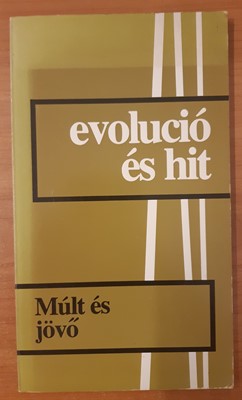 evolució
és hit
Múlt és
jövő